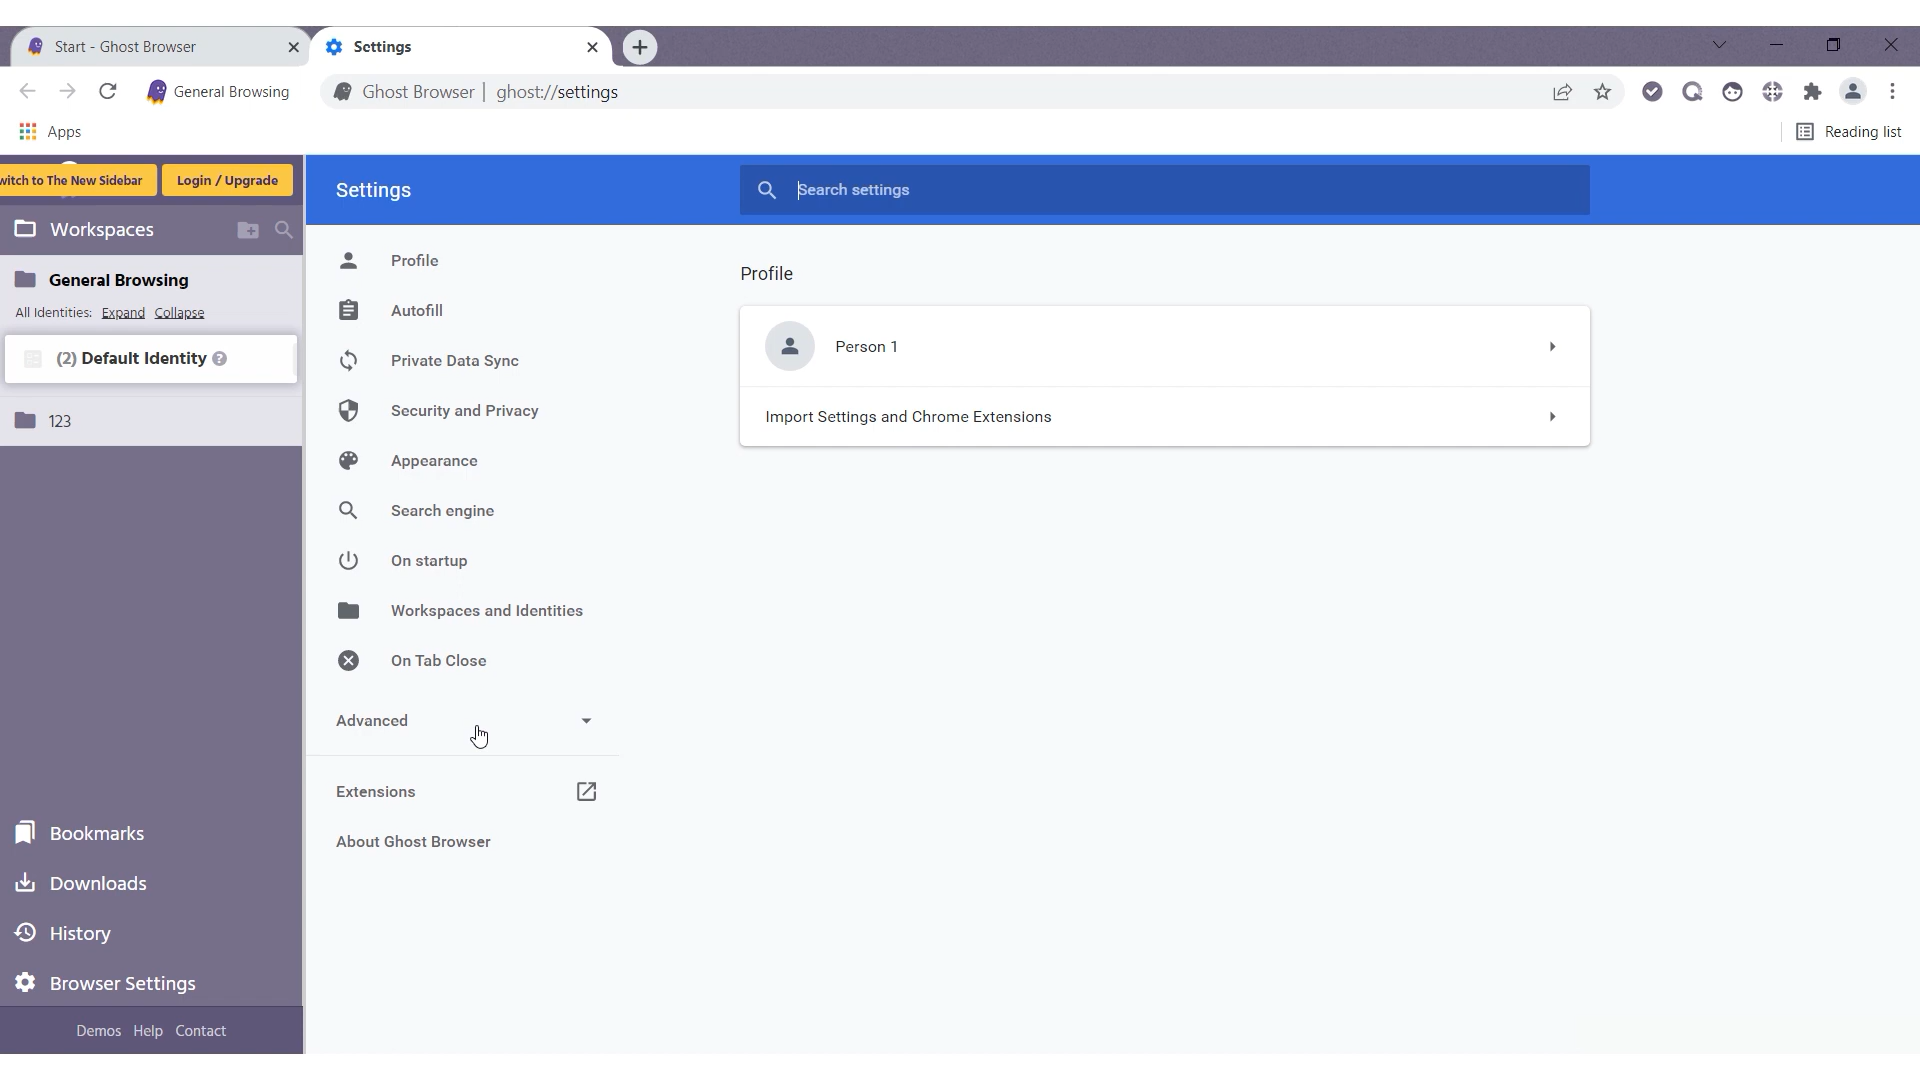 Start - Ghost Browser
Settings
General Browsing
Ghost Browser | ghost://settings
Apps
Reading list
witch to The New Sidebar
Login / Upgrade
Settings
Search settings
Workspaces
General Browsing
All Identities: Expand Collapse
(2) Default Identity ?
123
Bookmarks
Downloads
History
Browser Settings
Demos Help Contact
Profile
Autofill
Private Data Sync
Security and Privacy
Appearance
Search engine
On startup
Workspaces and Identities
On Tab Close
Advanced
Extensions
About Ghost Browser
Profile
Person 1
Import Settings and Chrome Extensions